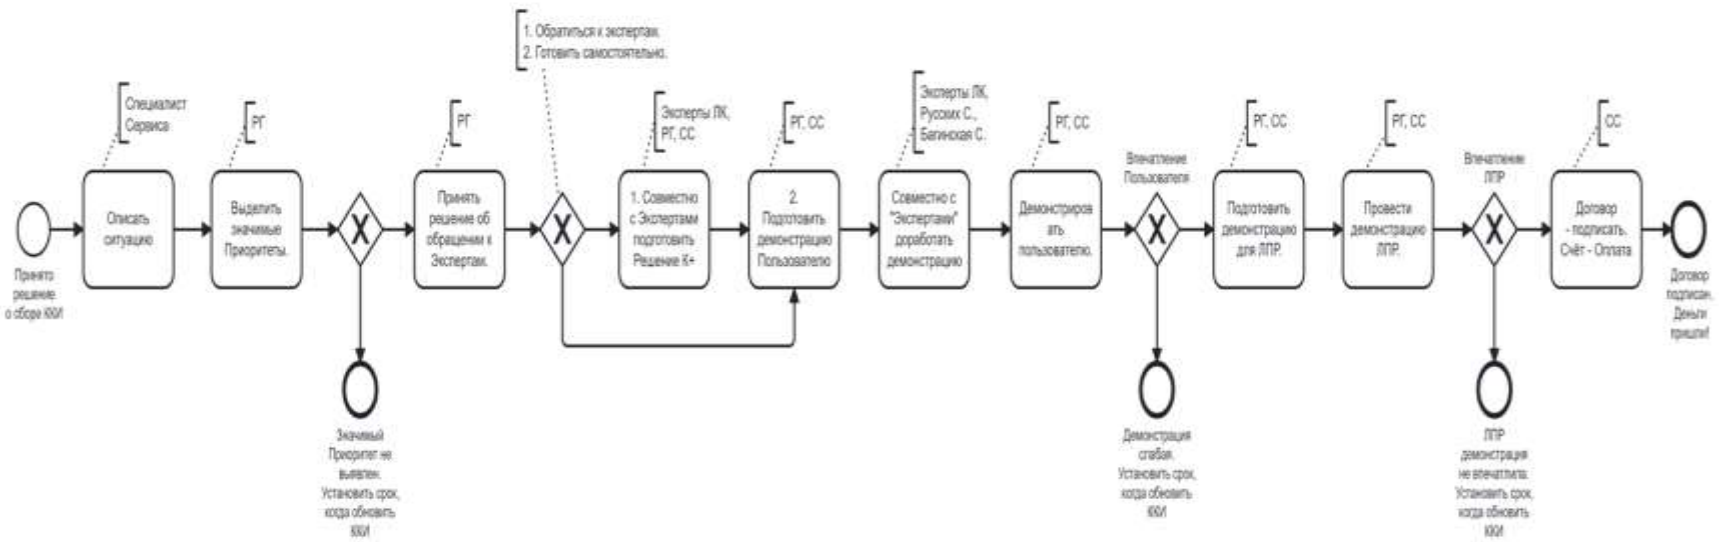 1. Обратиться к экспертам.
2. Готовить самостоятельно.
Специалист
Сервиса
РГ
РГ
Эксперты ЛК,
РГ, СС
РГ, СС
Эксперты ЛК,
Русских С.,
Багинская С.
РГ, СС
РГ, СС
РГ, СС
СС
Принято
решение
о сборе ККИ
Описать
ситуацию
Выделить
значимые
Приоритеты.
X
Значимый
Приоритет не
выявлен.
Установить срок,
когда обновить
ККИ
Принять
решение об
обращении к
Экспертам.
X
1. Совместно
с Экспертами
подготовить
Решение К+
2.
Подготовить
демонстрацию
Пользователю
Совместно с
"Экспертами"
доработать
демонстрацию
Демонстриров
ать
пользователю.
Впечатление
Пользователя
X
Демонстрация
слабая.
Установить срок,
когда обновить
ККИ
Подготовить
демонстрацию
для ЛПР.
Провести
демонстрацию
ЛПР.
Впечатление
ЛПР
X
ЛПР
демонстрация
не впечатлила.
Установить срок,
когда обновить
ККИ
Договор
- подписать.
Счёт - Оплата
Договор
подписан.
Деньги
пришли!